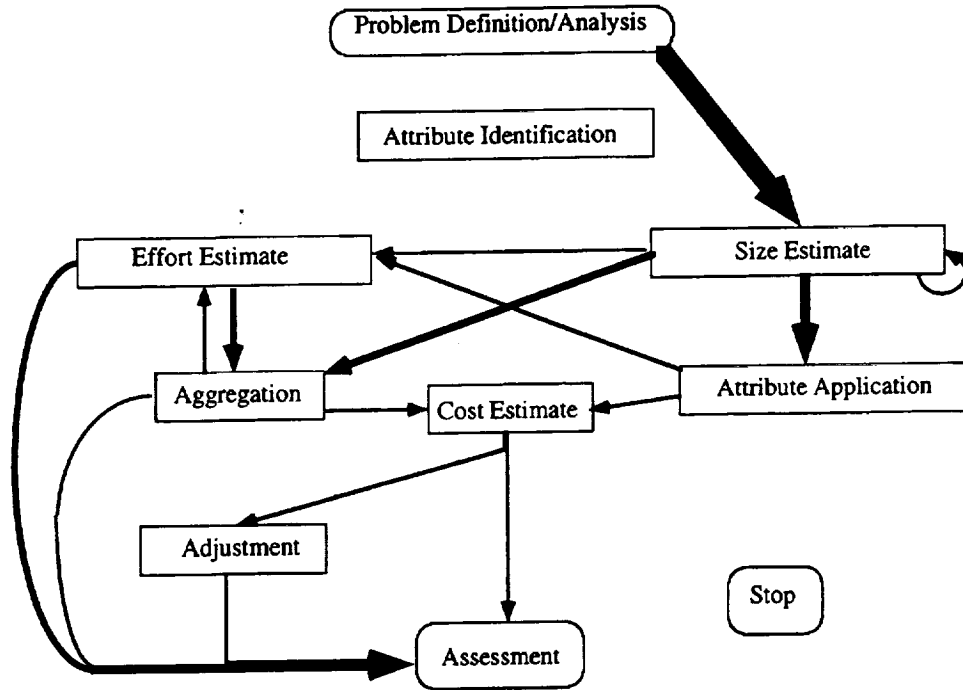 Problem Definition/Analysis
Attribute Identification
Effort Estimate
Size Estimate
Aggregation
Cost Estimate
Attribute Application
Adjustment
Stop
Assessment